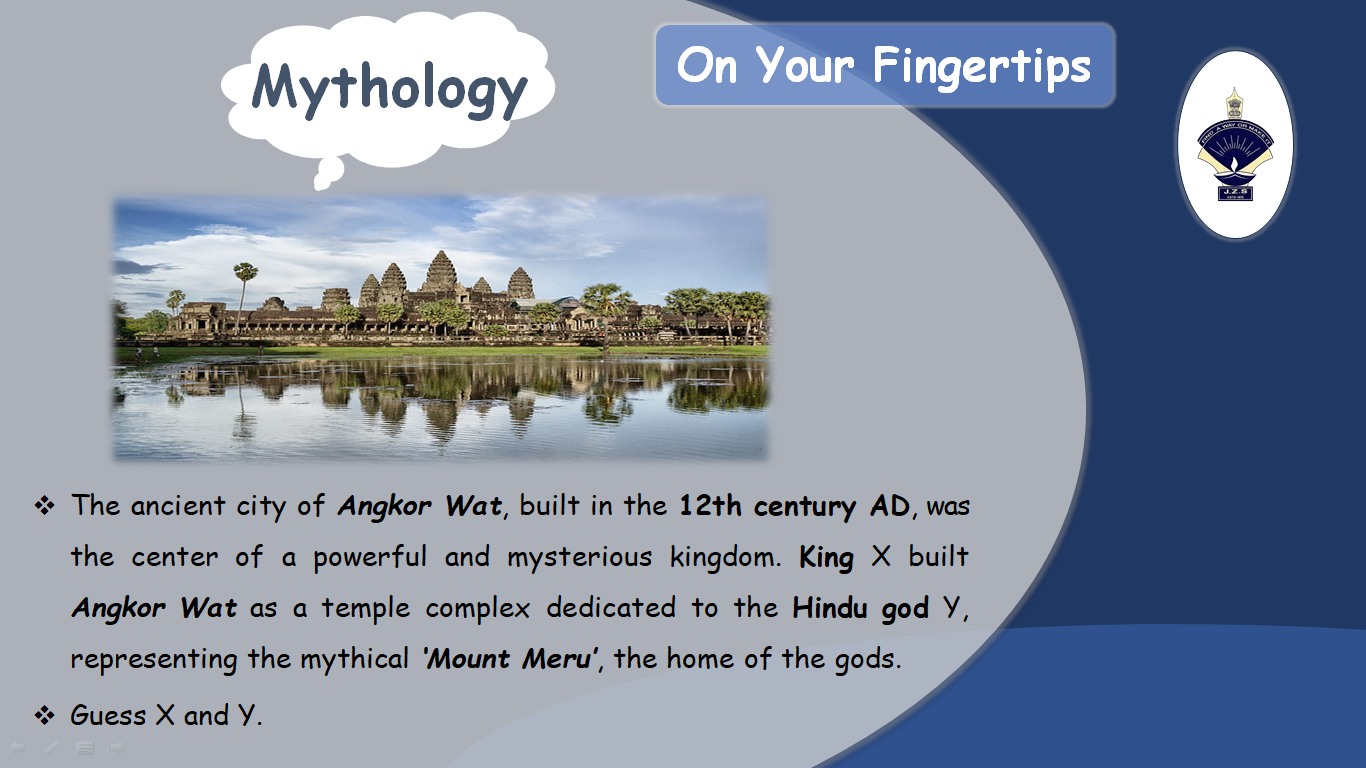 Mythology
On Your Fingertips
FIND A WAY OR MAKE IT
J.Z.S
❖ The ancient city of Angkor Wat, built in the 12th century AD, was
the center of a powerful and mysterious kingdom. King X built
Angkor Wat as a temple complex dedicated to the Hindu god Y,
representing the mythical ‘Mount Meru’, the home of the gods.
❖ Guess X and Y.